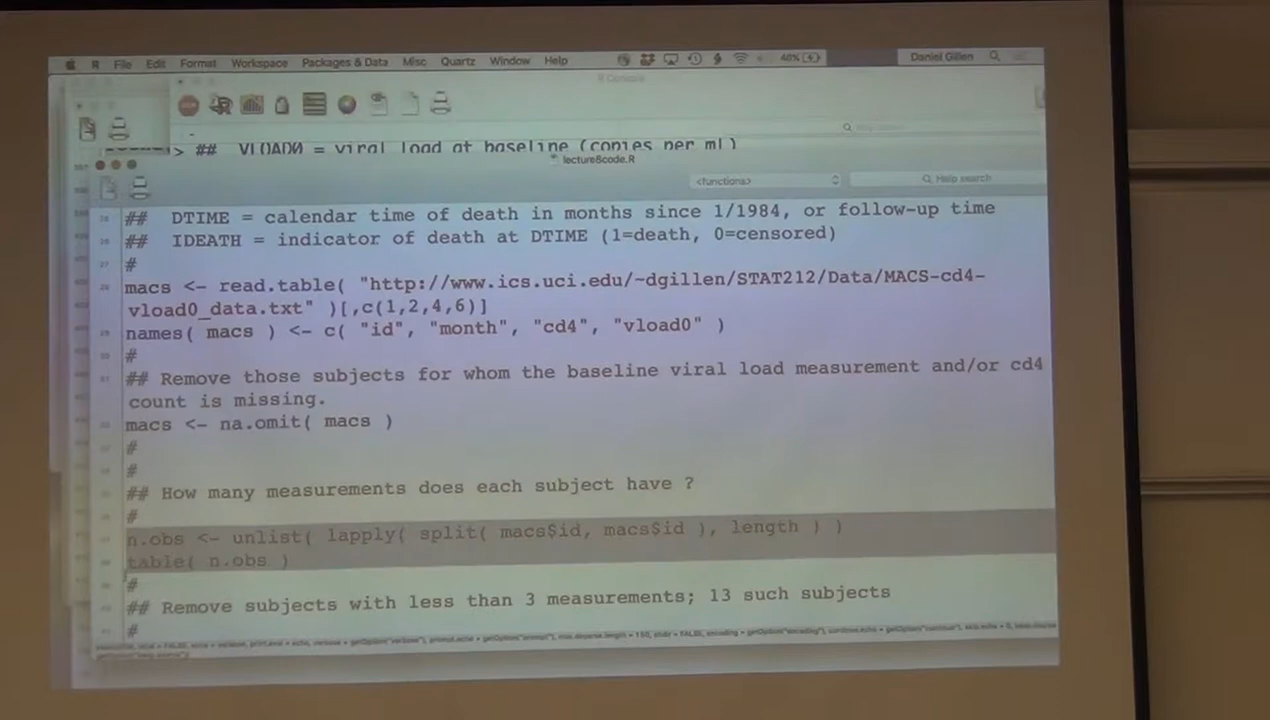 R File Edit Format Workspace Packages & Data Misc Quartz Window Help 46% Daniel Gillen
R Console
> ## VLOAD0 = viral load at baseline (copies per ml)
lecture8code.R
<functions> Help search
## DTIME = calendar time of death in months since 1/1984, or follow-up time
## IDEATH = indicator of death at DTIME (1=death, 0=censored)
#
macs <- read.table( "http://www.ics.uci.edu/~dgillen/STAT212/Data/MACS-cd4-
vload0_data.txt" )[,c(1,2,4,6)]
names( macs ) <- c( "id", "month", "cd4", "vload0" )
#
## Remove those subjects for whom the baseline viral load measurement and/or cd4
count is missing.
macs <- na.omit( macs )
#
#
## How many measurements does each subject have ?
#
n.obs <- unlist( lapply( split( macs$id, macs$id ), length ) )
table( n.obs )
#
## Remove subjects with less than 3 measurements; 13 such subjects
#